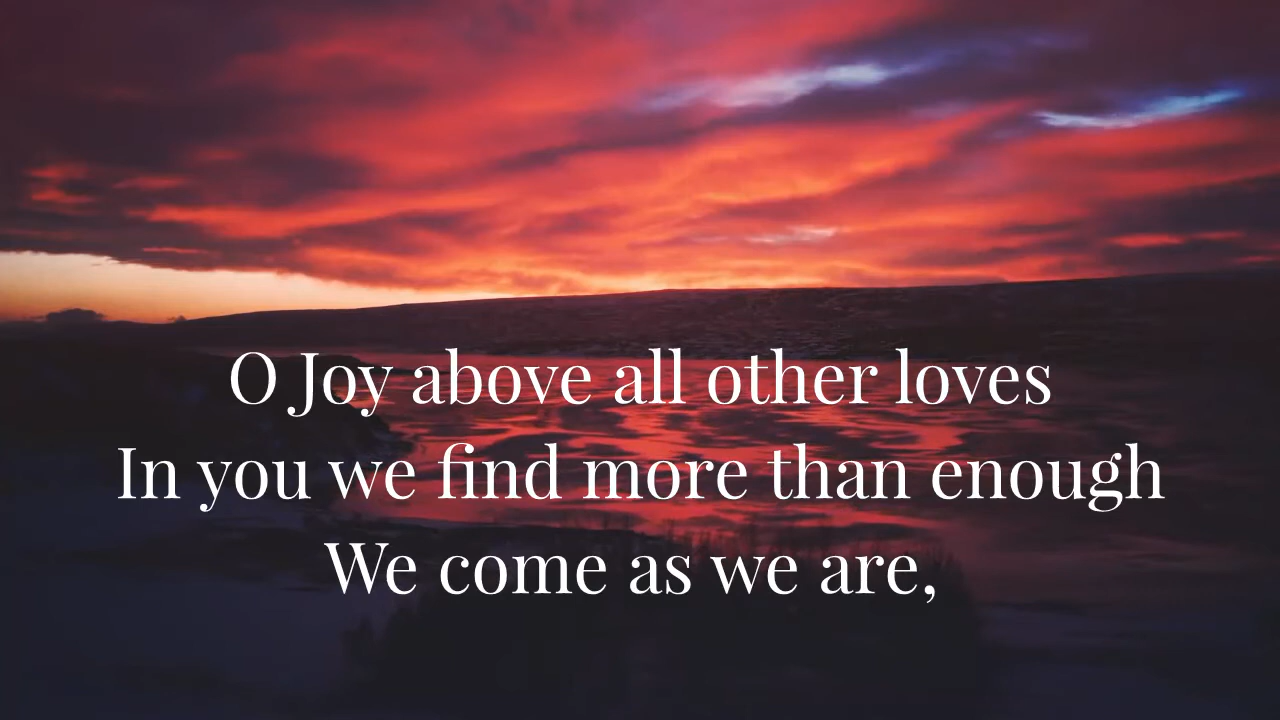 O Joy above all other loves
In you we find more than enough
We come as we are,